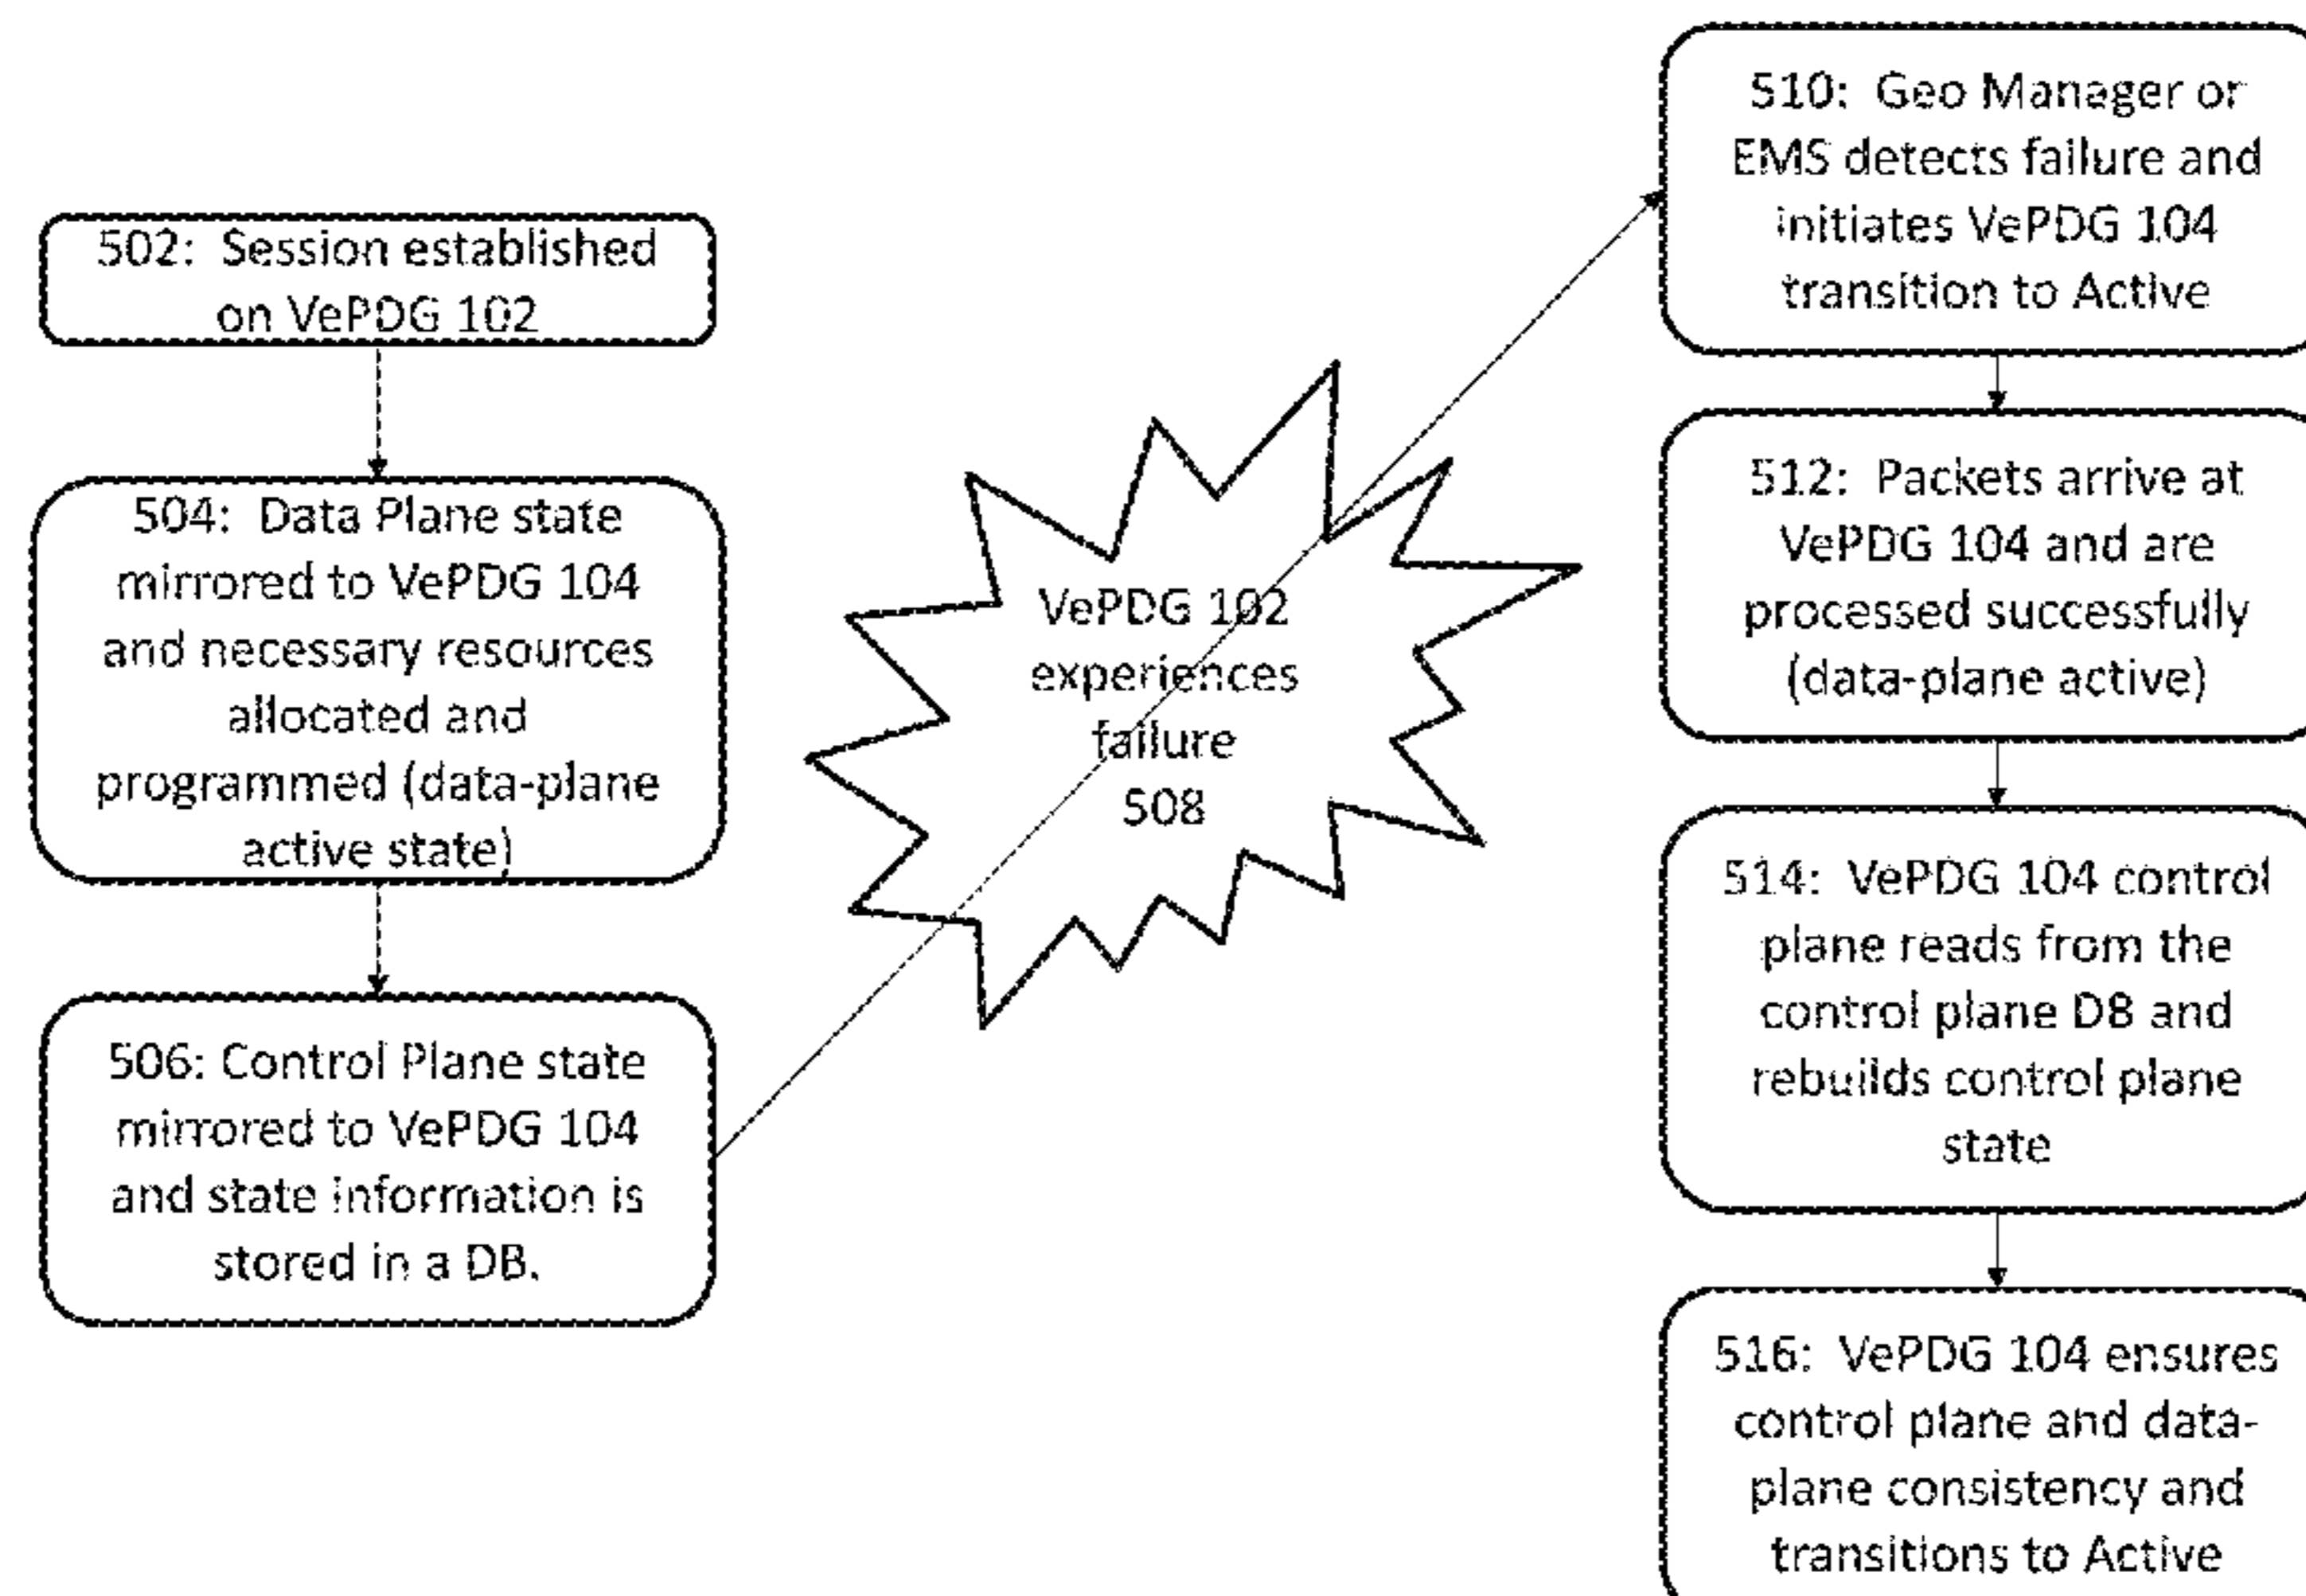 502: Session established
on VePDG 102
504: Data Plane state
mirrored to VePDG 104
and necessary resources
allocated and
programmed (data-plane
active state)
506: Control Plane state
mirrored to VePDG 104
and state information is
stored in a DB.
VePDG 102
experiences
failure
508
510: Geo Manager or
EMS detects failure and
initiates VePDG 104
transition to Active
512: Packets arrive at
VePDG 104 and are
processed successfully
(data-plane active)
514: VePDG 104 control
plane reads from the
control plane DB and
rebuilds control plane
state
516: VePDG 104 ensures
control plane and data-
plane consistency and
transitions to Active